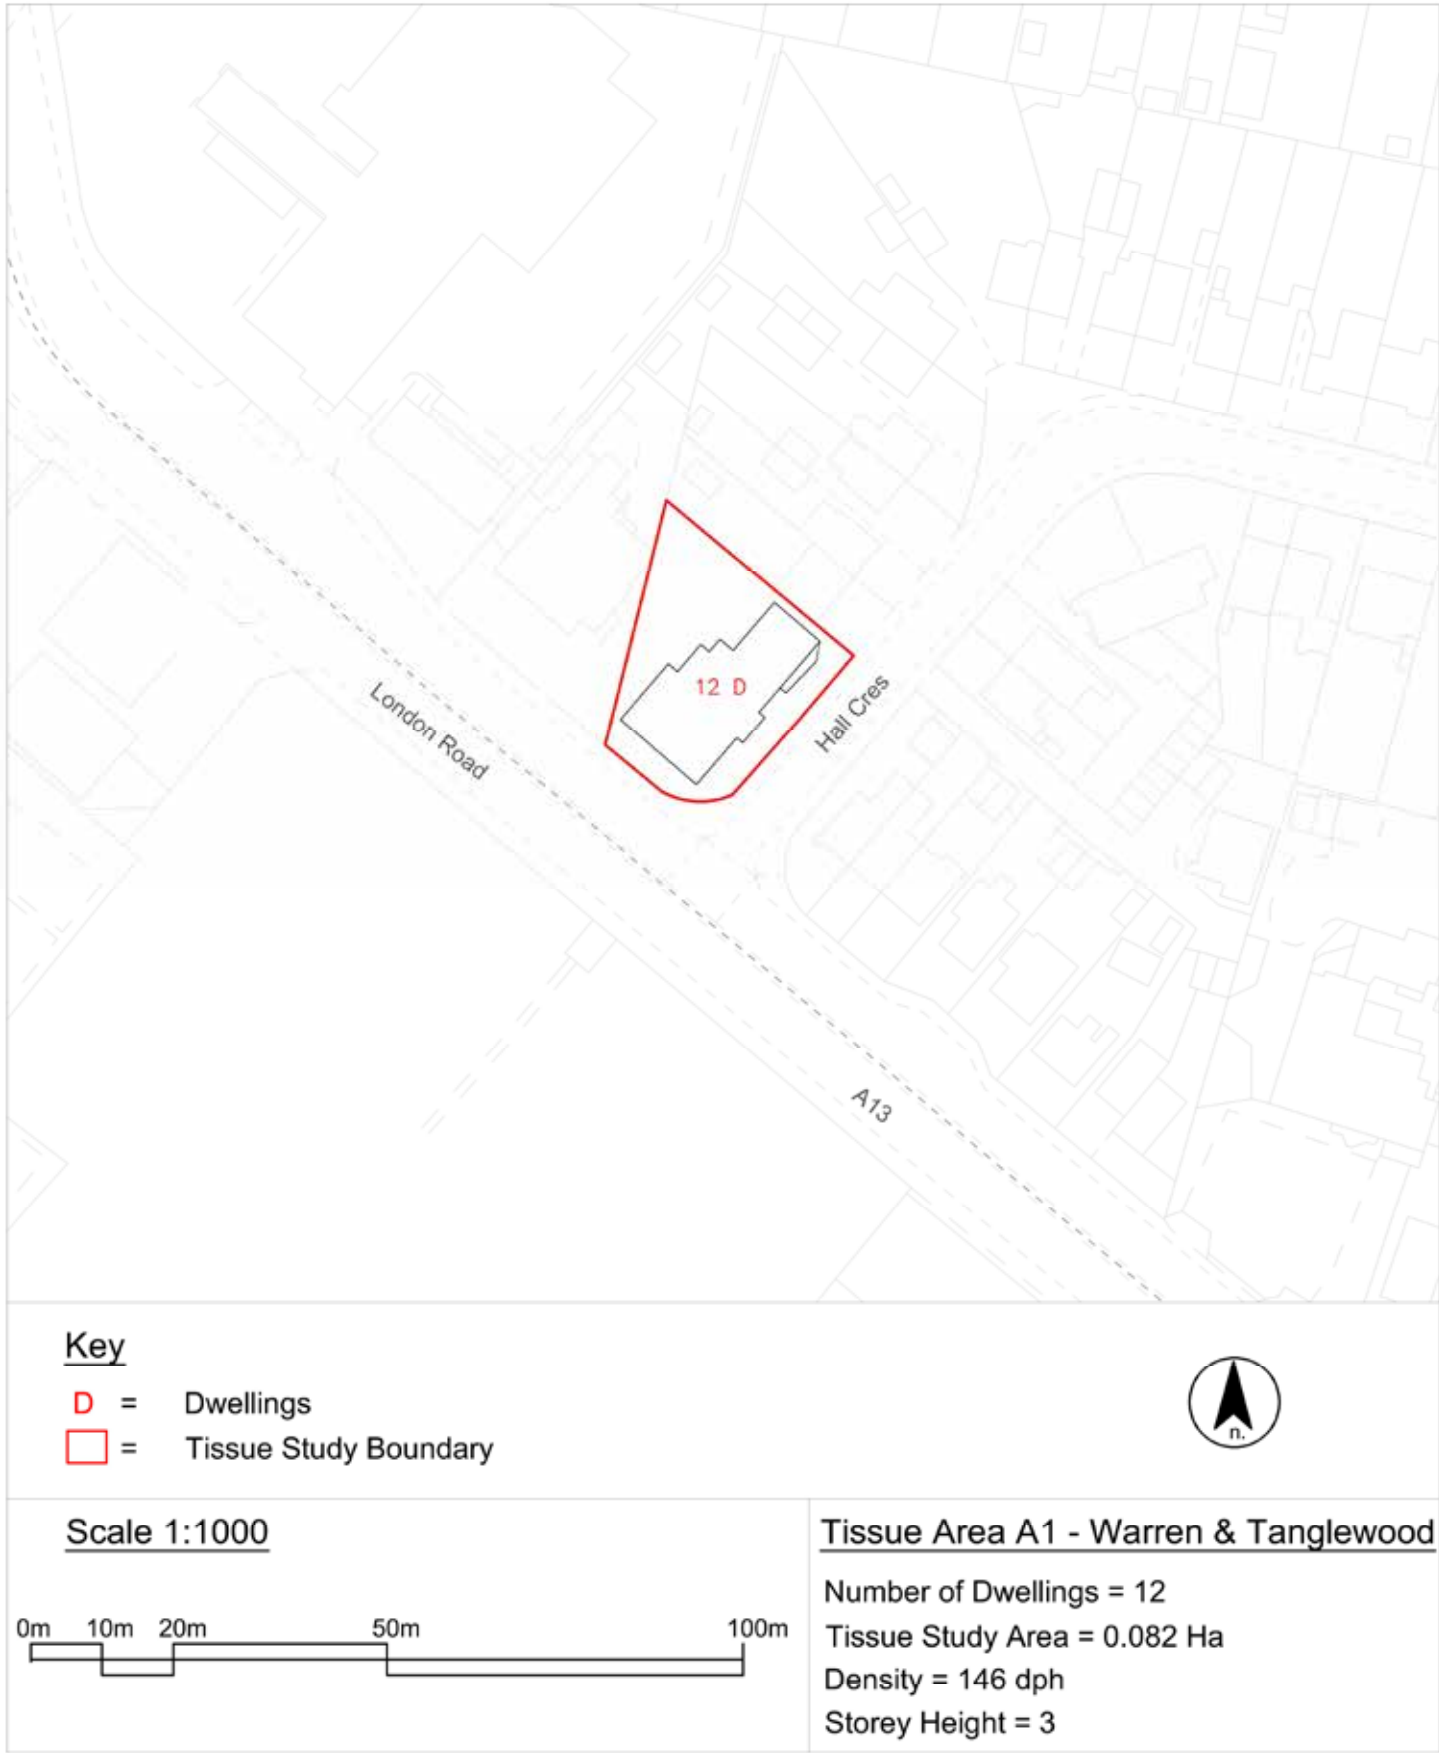 12 D
Hall Cres
London Road
A13
Key
D = Dwellings
= Tissue Study Boundary
n.
Scale 1:1000
0m 10m 20m 50m 100m
Tissue Area A1 - Warren & Tanglewood
Number of Dwellings = 12
Tissue Study Area = 0.082 Ha
Density = 146 dph
Storey Height = 3